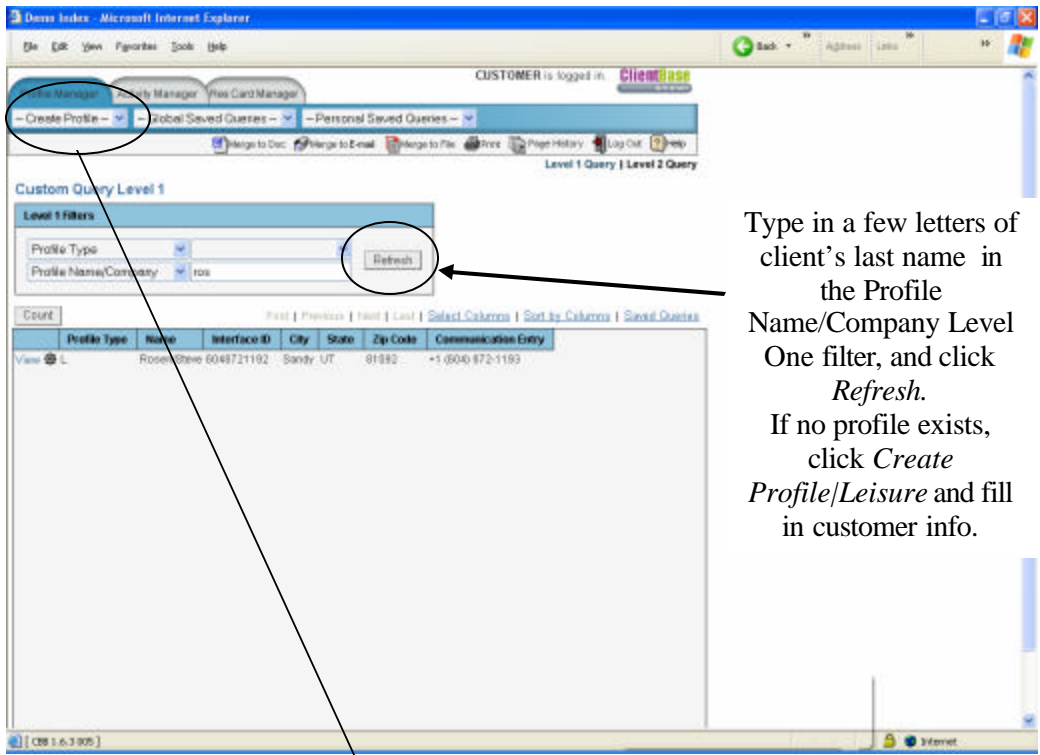 Demo Index - Microsoft Internet Explorer
File Edit View Favorites Tools Help
Back Address Links
CUSTOMER is logged in. ClientBase
Profile Manager Activity Manager Res Card Manager
-- Create Profile -- -- Global Saved Queries -- -- Personal Saved Queries --
Merge to Doc Merge to E-mail Merge to File Print Page History Log Out Help
Level 1 Query | Level 2 Query
Custom Query Level 1
Level 1 Filters
Profile Type
Profile Name/Company ros
Refresh
Count First | Previous | Next | Last | Select Columns | Sort by Columns | Saved Queries
Profile Type Name Interface ID City State Zip Code Communication Entry
View L Rosen/Steve 6048721192 Sandy UT 81092 +1 (604) 872-1193
Type in a few letters of
client's last name in
the Profile
Name/Company Level
One filter, and click
Refresh.
If no profile exists,
click Create
Profile/Leisure and fill
in customer info.
[ CBB 1.6.3 005 ] Internet